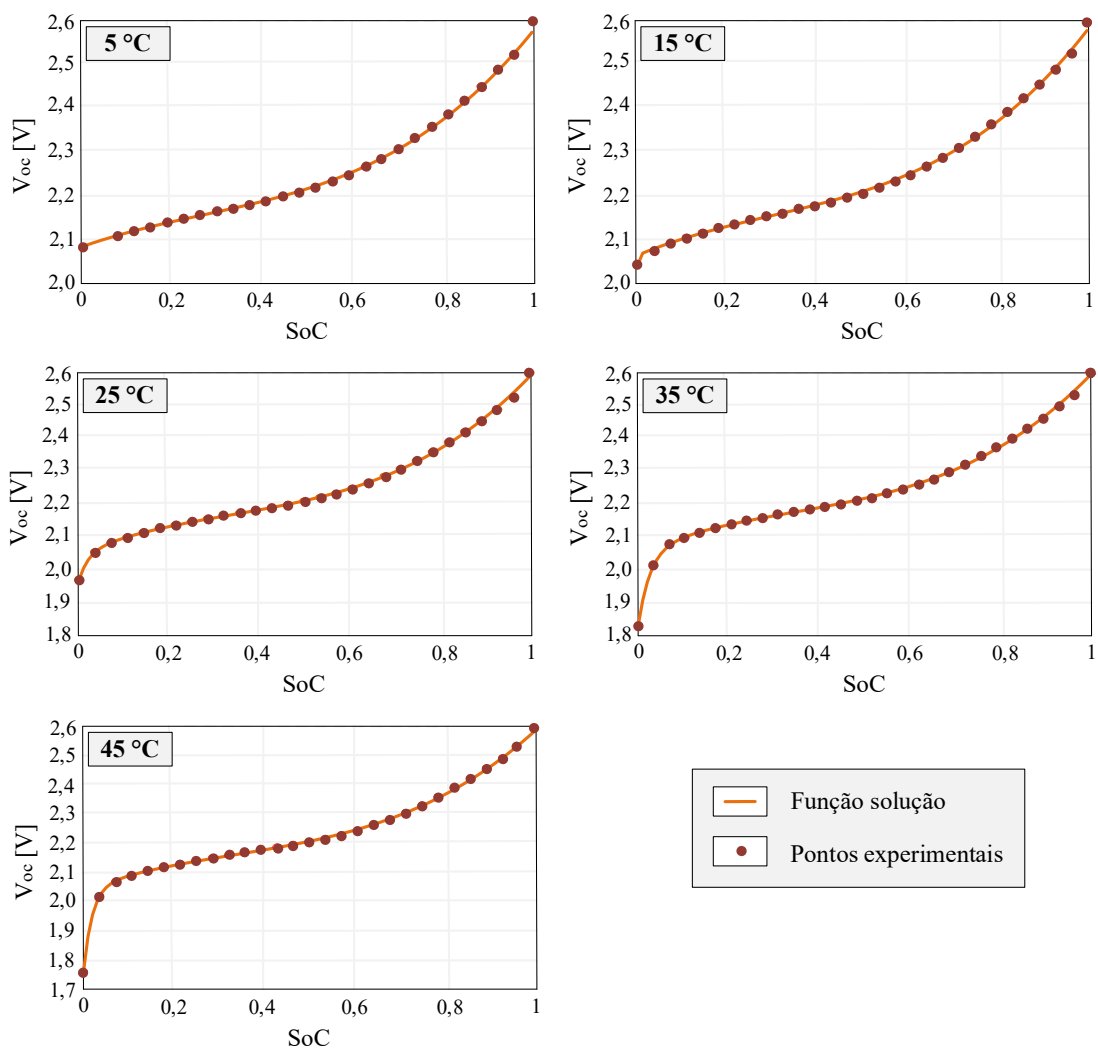 5 °C
2,6
2,5
2,4
2,3
2,2
2,1
2,0
Voc [V]
0 0,2 0,4 0,6 0,8 1
SoC
15 °C
2,6
2,5
2,4
2,3
2,2
2,1
2,0
Voc [V]
0 0,2 0,4 0,6 0,8 1
SoC
25 °C
2,6
2,5
2,4
2,3
2,2
2,1
2,0
1,9
1,8
Voc [V]
0 0,2 0,4 0,6 0,8 1
SoC
35 °C
2,6
2,5
2,4
2,3
2,2
2,1
2,0
1,9
1,8
Voc [V]
0 0,2 0,4 0,6 0,8 1
SoC
45 °C
2,6
2,5
2,4
2,3
2,2
2,1
2,0
1,9
1,8
1,7
Voc [V]
0 0,2 0,4 0,6 0,8 1
SoC
Função solução
Pontos experimentais